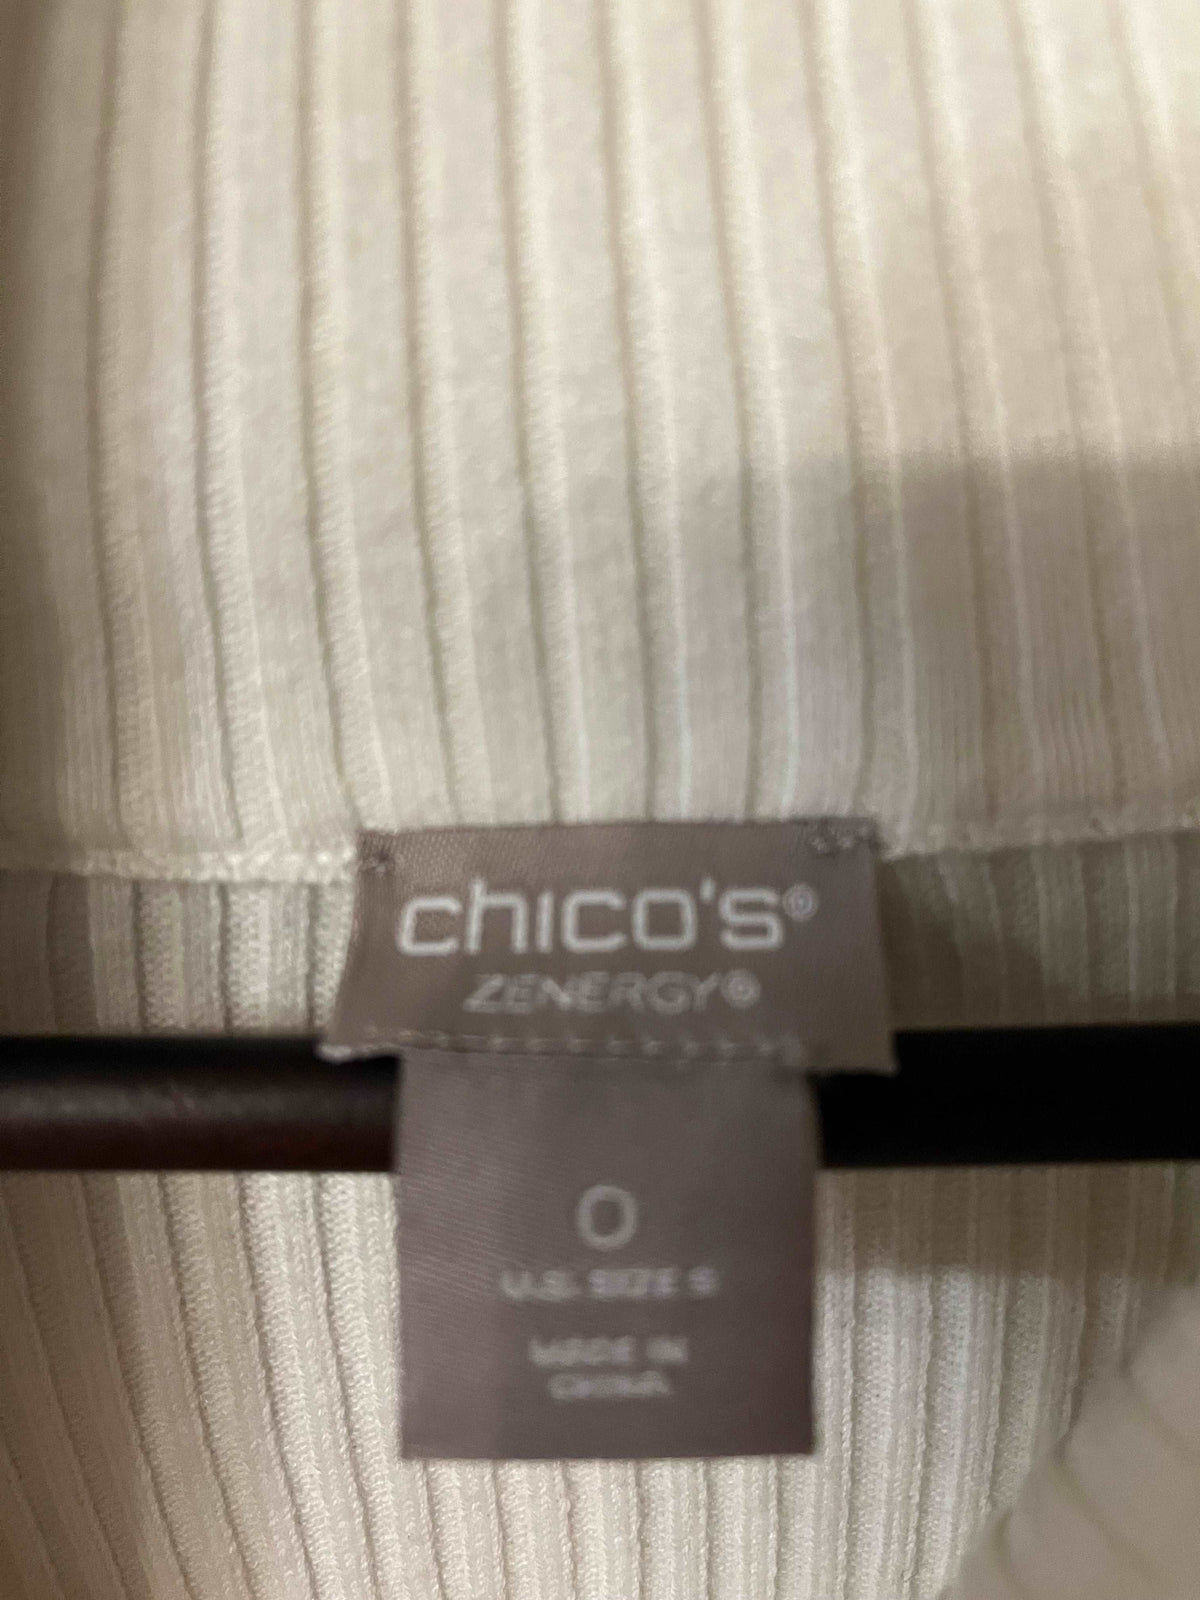 chico's®
ZENERGY®
0
U.S. SIZE S
MADE IN
CHINA